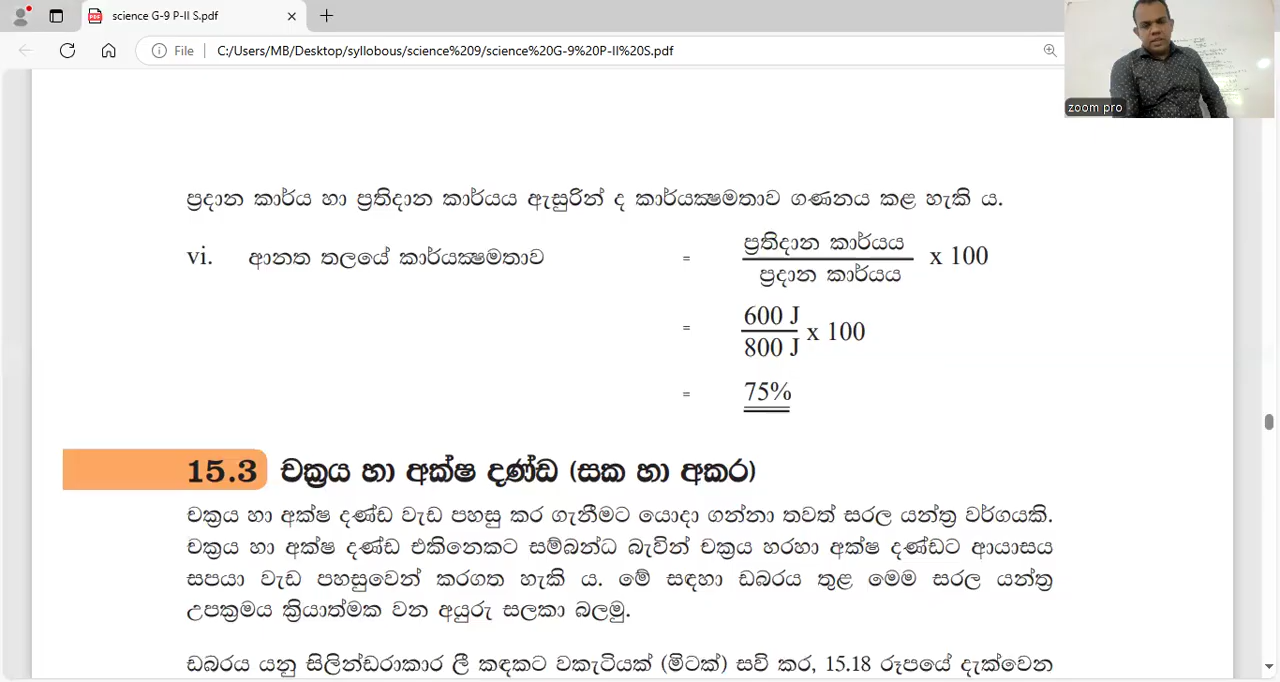 science G-9 P-II S.pdf
File
C:/Users/MB/Desktop/syllobous/science%209/science%20G-9%20P-II%20S.pdf
zoom pro
ප්‍රදාන කාර්ය හා ප්‍රතිදාන කාර්යය ඇසුරින් ද කාර්යක්‍ෂමතාව ගණනය කළ හැකි ය.
vi. ආනත තලයේ කාර්යක්‍ෂමතාව = ප්‍රතිදාන කාර්යය
ප්‍රදාන කාර්යය x 100
= 600 J
800 J x 100
= 75%
15.3 චක්‍රය හා අක්ෂ දණ්ඩ (සක හා අකර)
චක්‍රය හා අක්ෂ දණ්ඩ වැඩ පහසු කර ගැනීමට යොදා ගන්නා තවත් සරල යන්ත්‍ර වර්ගයකි.
චක්‍රය හා අක්ෂ දණ්ඩ එකිනෙකට සම්බන්ධ බැවින් චක්‍රය හරහා අක්ෂ දණ්ඩට ආයාසය
සපයා වැඩ පහසුවෙන් කරගත හැකි ය. මේ සඳහා ඩබරය තුළ මෙම සරල යන්ත්‍ර
උපක්‍රමය ක්‍රියාත්මක වන අයුරු සලකා බලමු.
ඩබරය යනු සිලින්ඩරාකාර ලී කඳකට වකැටියක් (මිටක්) සවි කර, 15.18 රූපයේ දැක්වෙන